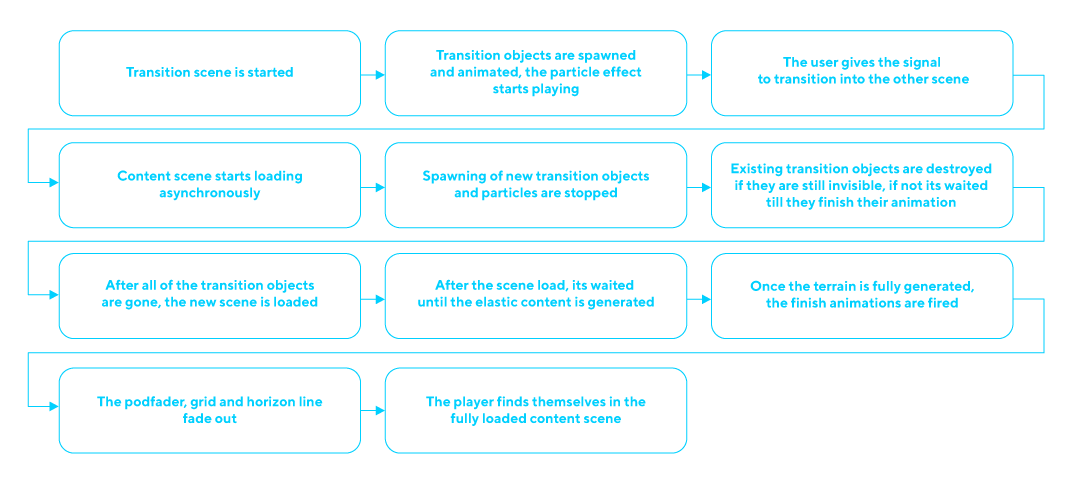 Transition scene is started
Transition objects are spawned
and animated, the particle effect
starts playing
The user gives the signal
to transition into the other scene
Content scene starts loading
asynchronously
Spawning of new transition objects
and particles are stopped
Existing transition objects are destroyed
if they are still invisible, if not its waited
till they finish their animation
After all of the transition objects
are gone, the new scene is loaded
After the scene load, its waited
until the elastic content is generated
Once the terrain is fully generated,
the finish animations are fired
The podfader, grid and horizon line
fade out
The player finds themselves in the
fully loaded content scene